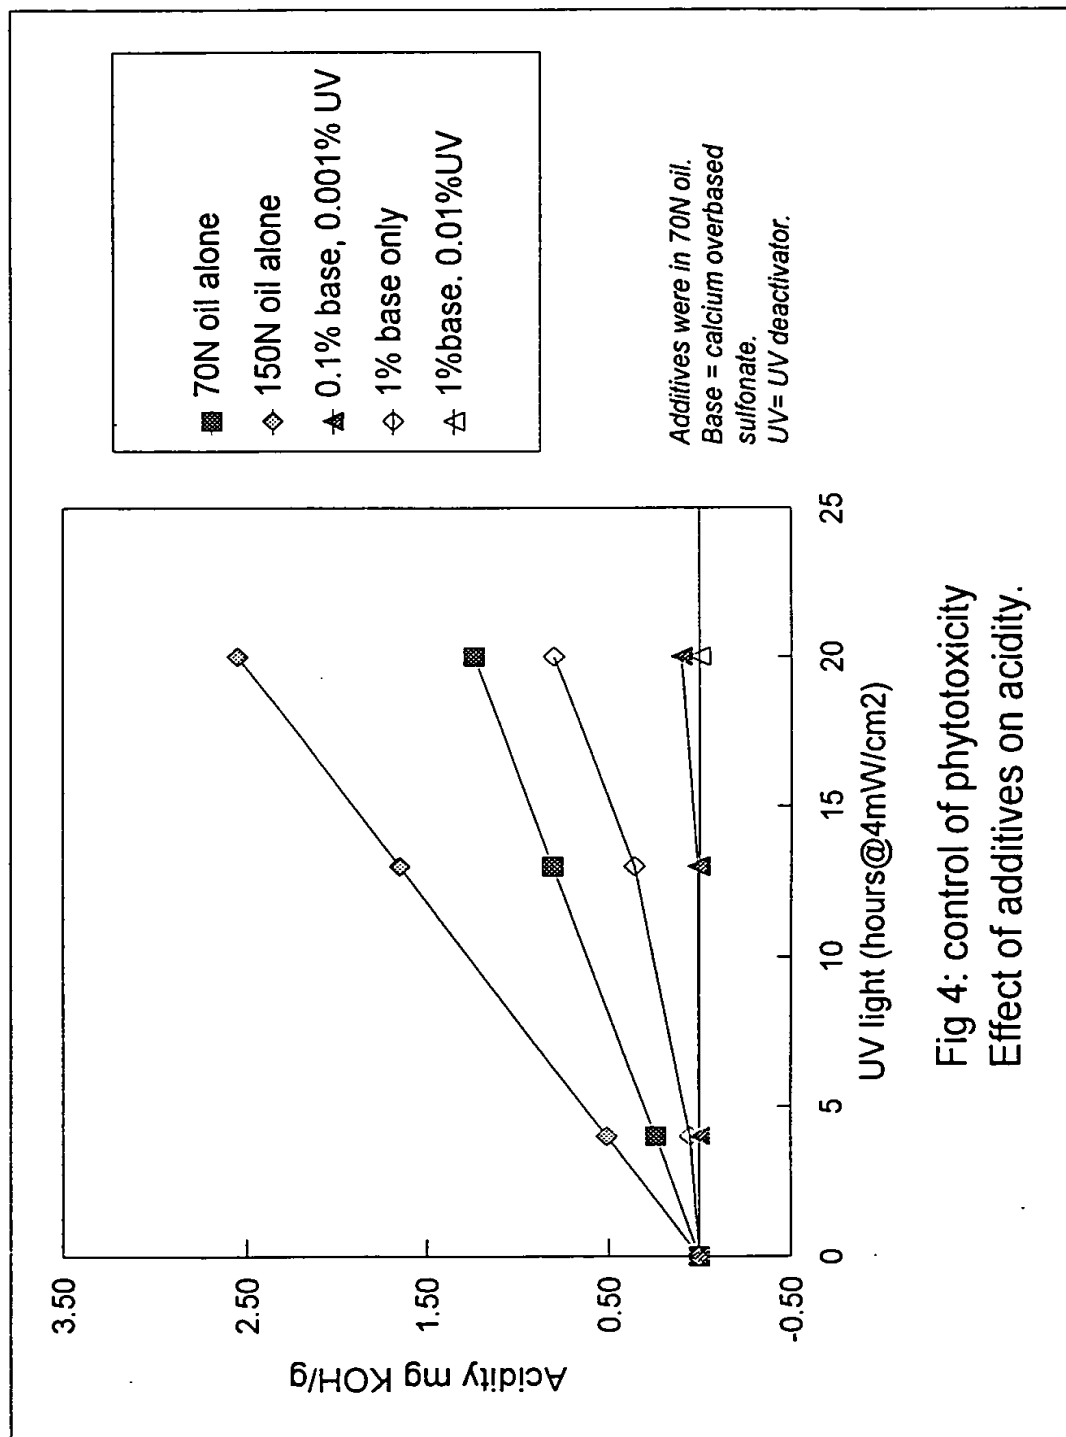 3.50
2.50
1.50
0.50
-0.50
Acidity mg KOH/g
0
5
10
15
20
25
UV light (hours@4mW/cm2)
70N oil alone
150N oil alone
0.1% base, 0.001% UV
1% base only
1%base. 0.01%UV
Additives were in 70N oil.
Base = calcium overbased
sulfonate.
UV= UV deactivator.
Fig 4: control of phytotoxicity
Effect of additives on acidity.